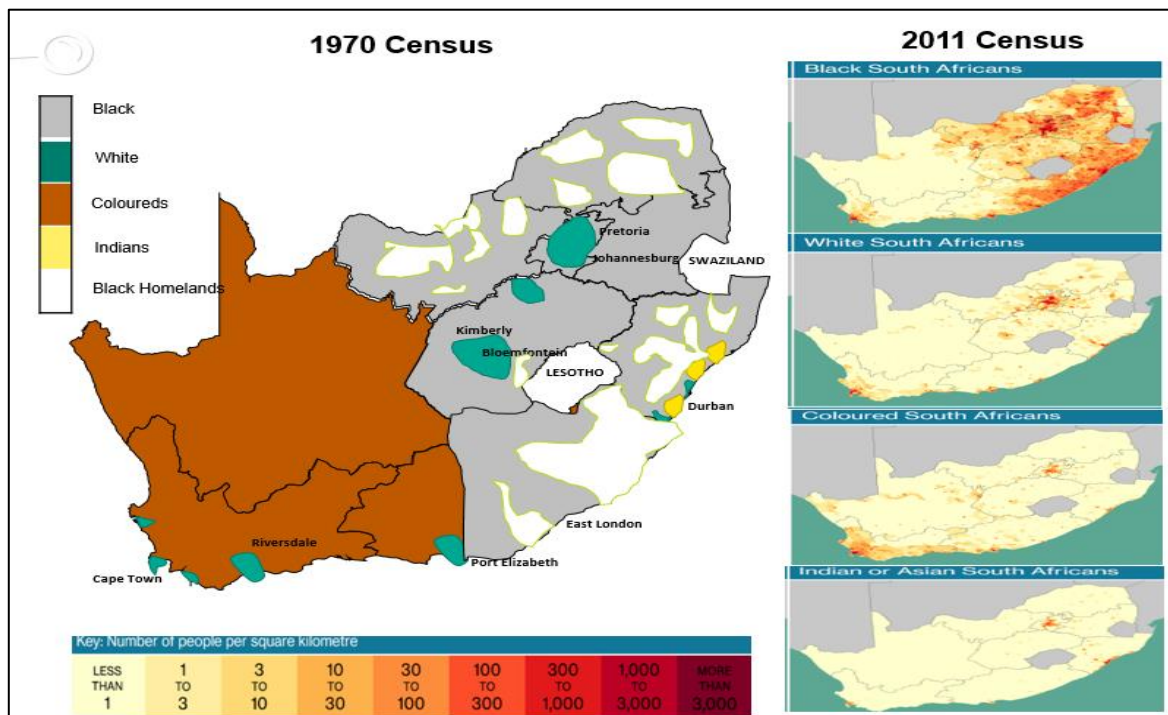 1970 Census
2011 Census
Black
White
Coloureds
Indians
Black Homelands
Pretoria
Johannesburg
SWAZILAND
Kimberly
Bloemfontein
LESOTHO
Durban
East London
Riversdale
Port Elizabeth
Cape Town
Black South Africans
White South Africans
Coloured South Africans
Indian or Asian South Africans
Key: Number of people per square kilometre
LESS THAN 1
1 TO 3
3 TO 10
10 TO 30
30 TO 100
100 TO 300
300 TO 1,000
1,000 TO 3,000
MORE THAN 3,000